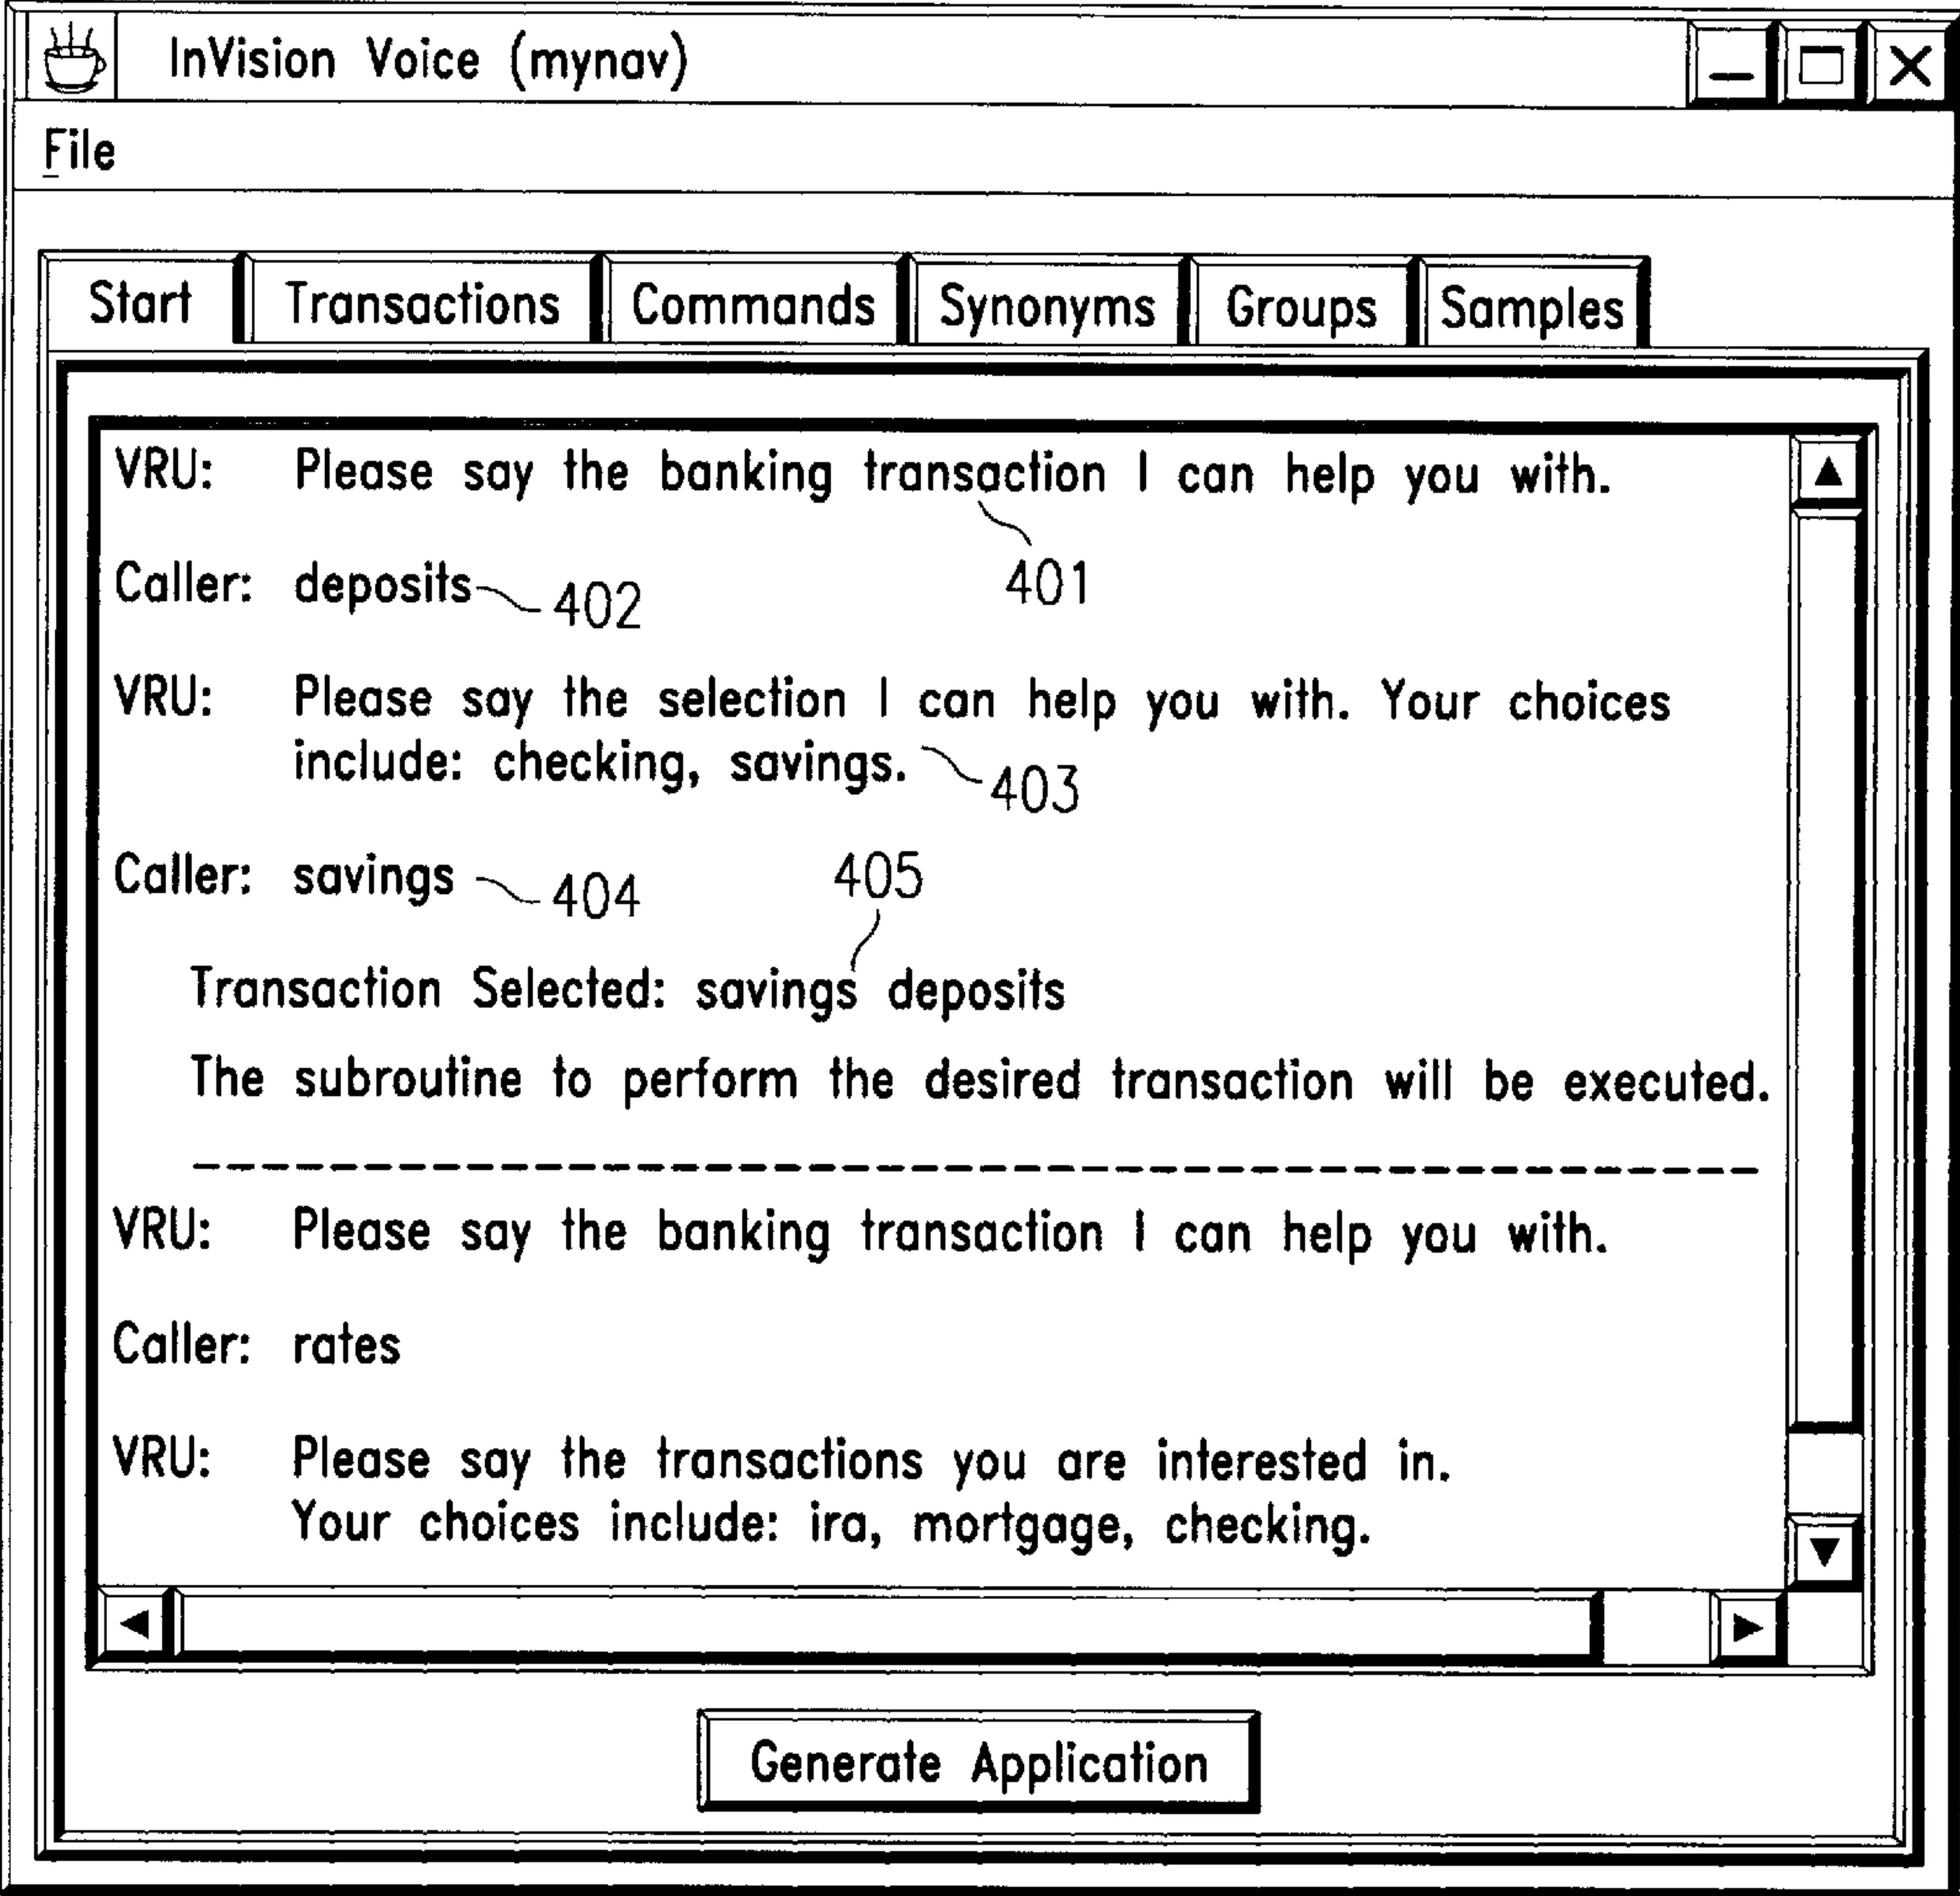 InVision Voice (mynav)
File
Start Transactions Commands Synonyms Groups Samples
VRU: Please say the banking transaction I can help you with.
401
Caller: deposits 402
VRU: Please say the selection I can help you with. Your choices
include: checking, savings. 403
Caller: savings 404 405
Transaction Selected: savings deposits
The subroutine to perform the desired transaction will be executed.
VRU: Please say the banking transaction I can help you with.
Caller: rates
VRU: Please say the transactions you are interested in.
Your choices include: ira, mortgage, checking.
Generate Application